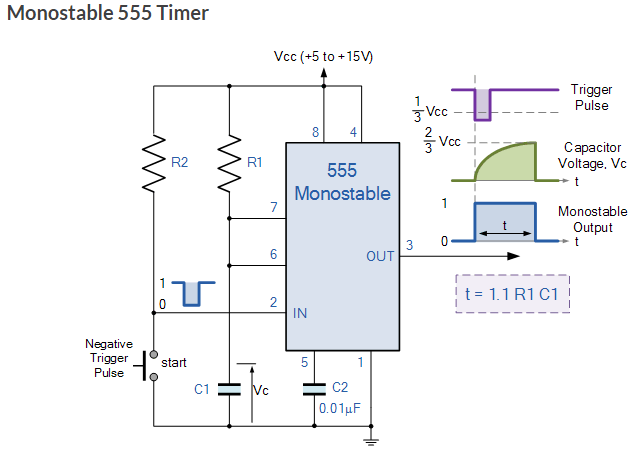 Monostable 555 Timer
Vcc (+5 to +15V)
8
4
R2
R1
555
Monostable
7
6
2
IN
OUT
3
5
1
1
0
Negative
Trigger
Pulse
start
C1
Vc
C2
0.01µF
1/3 Vcc
2/3 Vcc
Trigger
Pulse
Capacitor
Voltage, Vc
t
1
0
t
Monostable
Output
t
t = 1.1 R1 C1